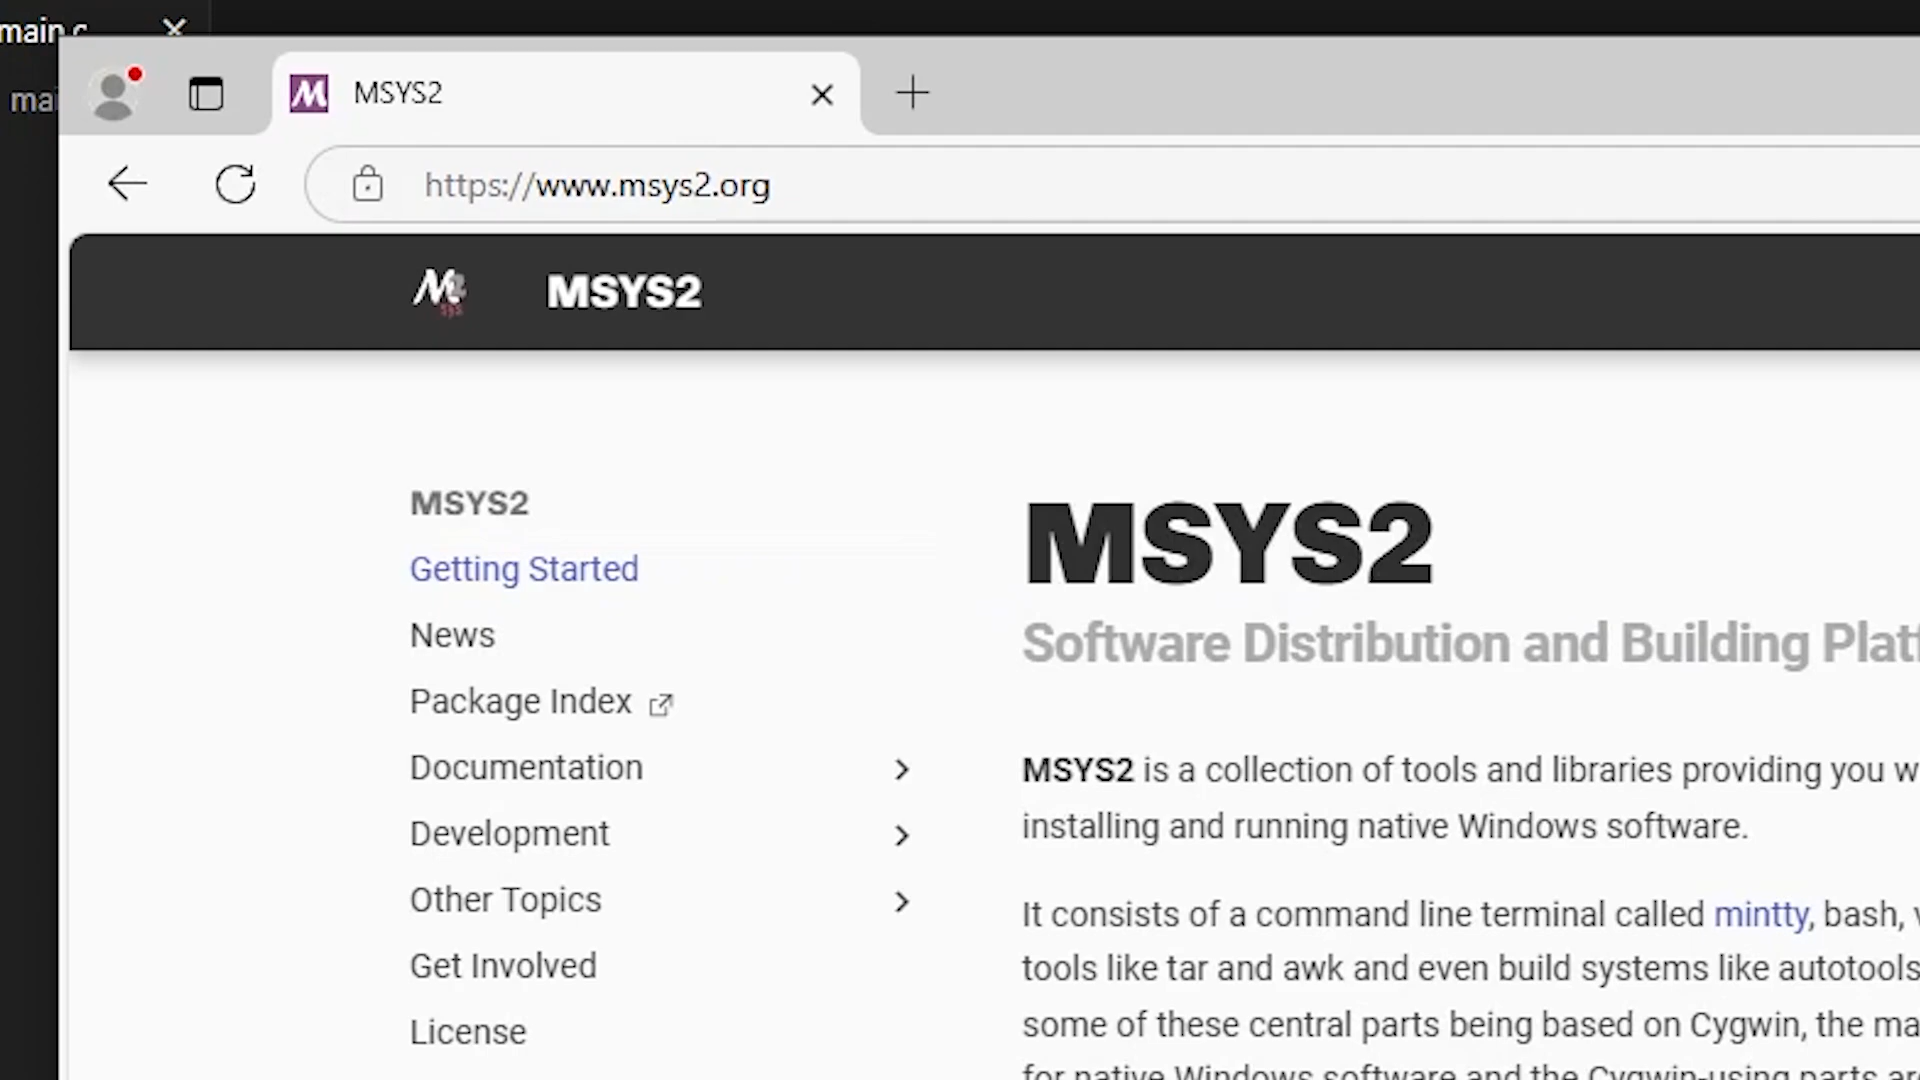 main.c
mai
MSYS2
https://www.msys2.org
MSYS2
MSYS2
Getting Started
News
Package Index
Documentation
Development
Other Topics
Get Involved
License
MSYS2
Software Distribution and Building
MSYS2 is a collection of tools and libraries providing you
installing and running native Windows software.
It consists of a command line terminal called mintty, bash,
tools like tar and awk and even build systems like autotools
some of these central parts being based on Cygwin, the
for native Windows software and the Cygwin-using parts